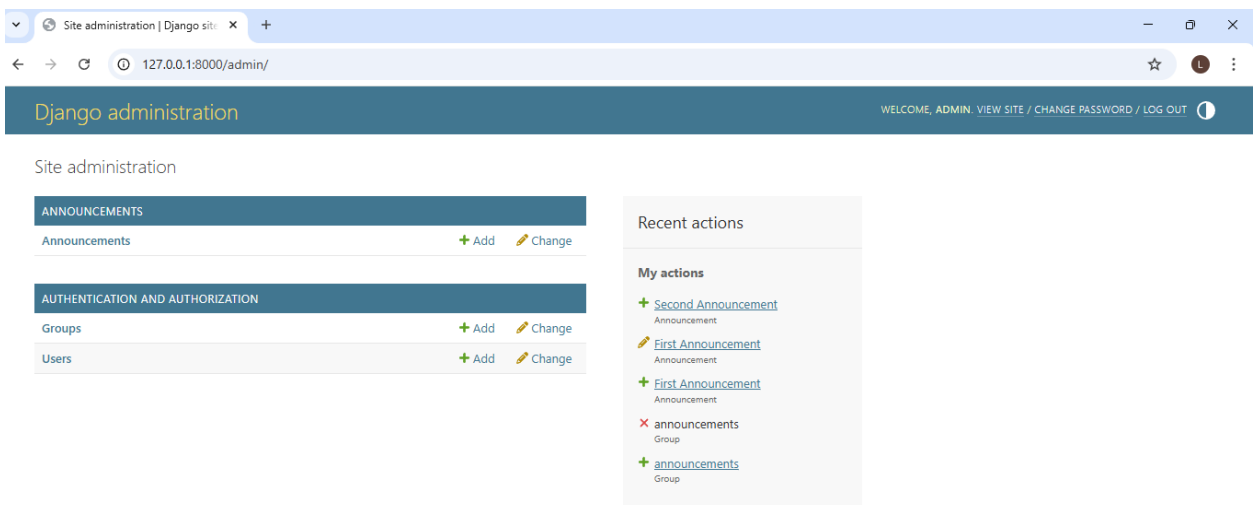 Site administration | Django site
127.0.0.1:8000/admin/
L
Django administration
WELCOME, ADMIN. VIEW SITE / CHANGE PASSWORD / LOG OUT
Site administration
ANNOUNCEMENTS
Announcements + Add Change
AUTHENTICATION AND AUTHORIZATION
Groups + Add Change
Users + Add Change
Recent actions
My actions
+ Second Announcement
Announcement
First Announcement
Announcement
+ First Announcement
Announcement
× announcements
Group
+ announcements
Group